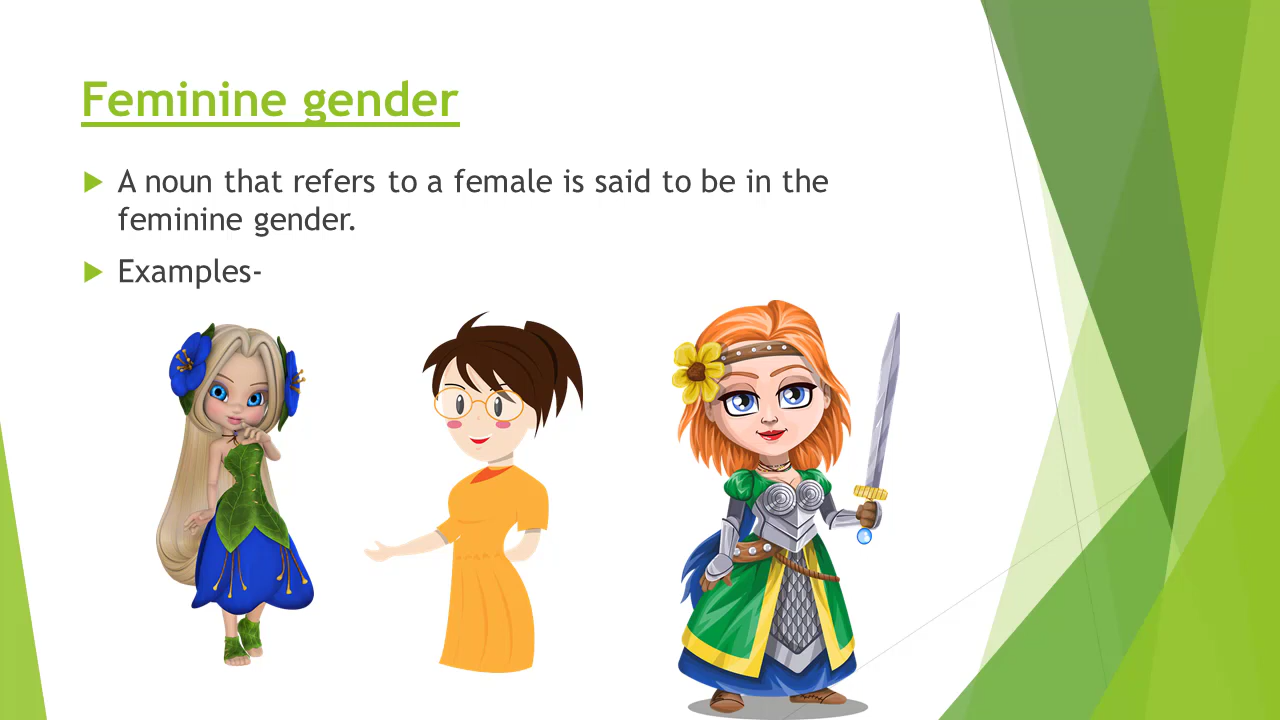 Feminine gender
A noun that refers to a female is said to be in the
feminine gender.
Examples-